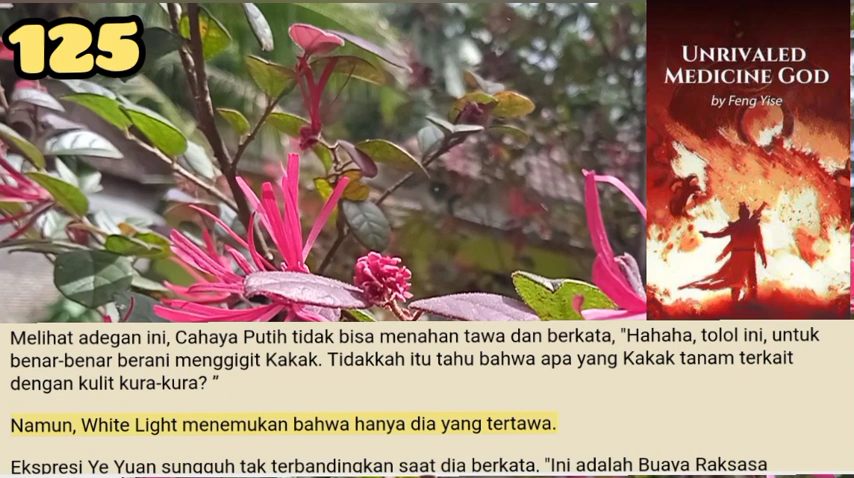 125
UNRIVALED
MEDICINE GOD
by Feng Yise
Melihat adegan ini, Cahaya Putih tidak bisa menahan tawa dan berkata, "Hahaha, tolol ini, untuk
benar-benar berani menggigit Kakak. Tidakkah itu tahu bahwa apa yang Kakak tanam terkait
dengan kulit kura-kura? ”
Namun, White Light menemukan bahwa hanya dia yang tertawa.
Ekspresi Ye Yuan sungguh tak terbandingkan saat dia berkata, "Ini adalah Buaya Raksasa